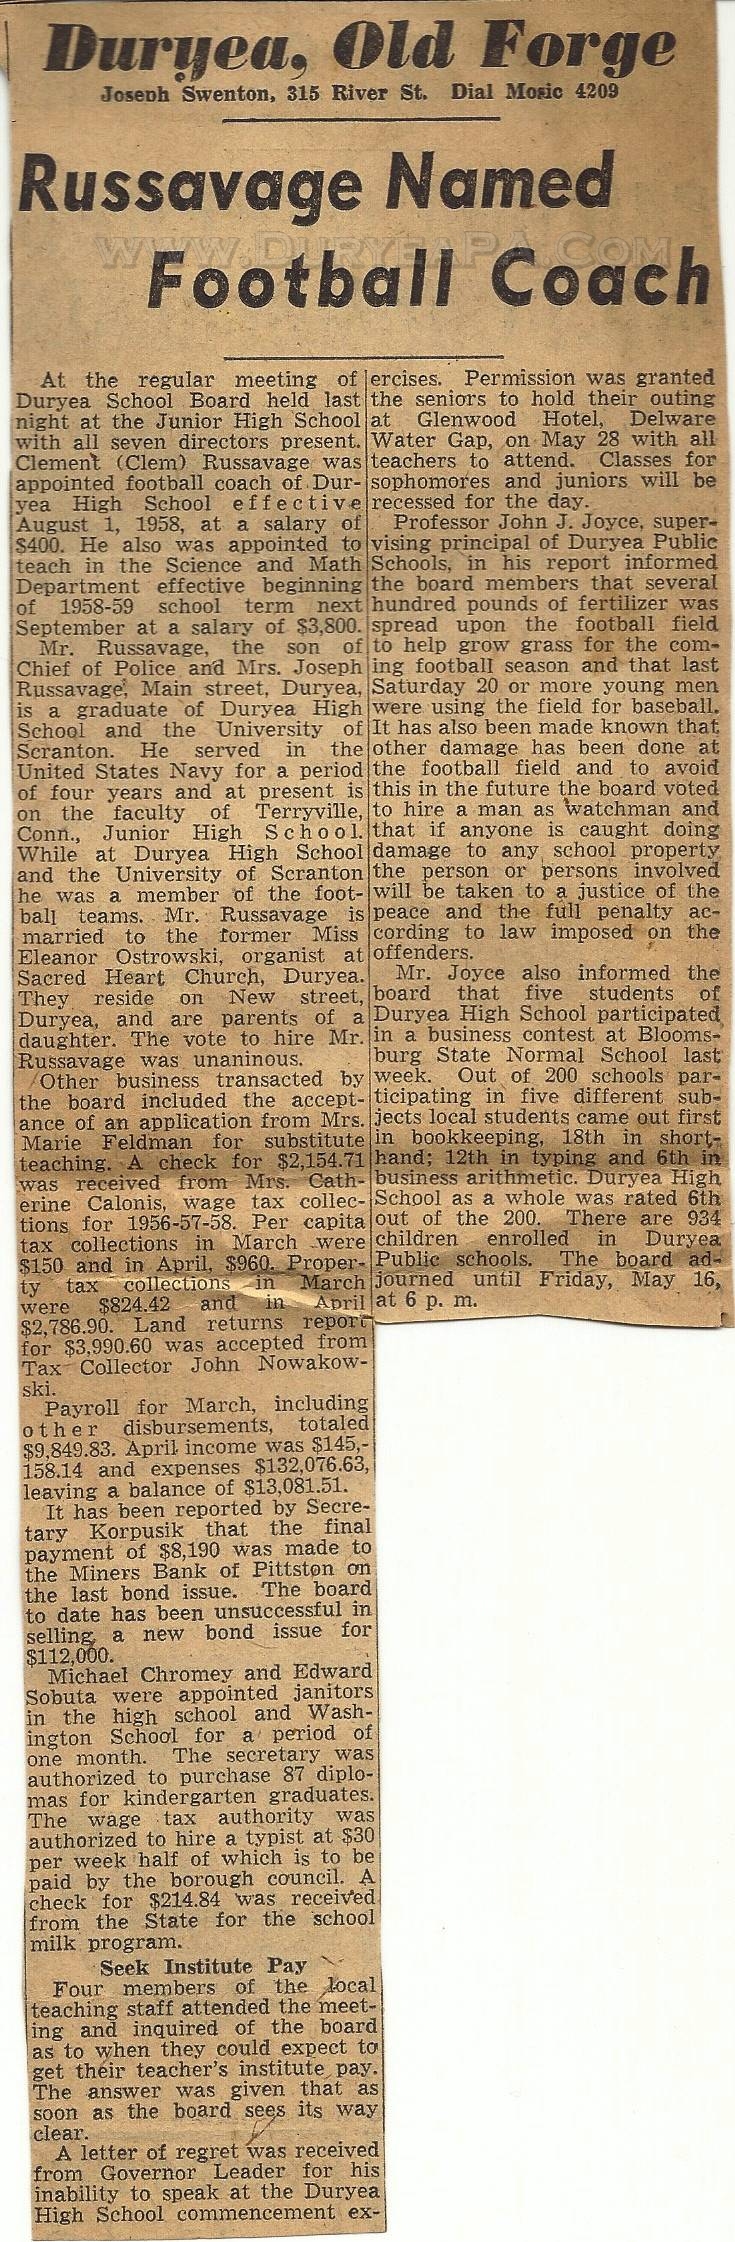 Duryea, Old Forge
Joseph Swenton, 315 River St. Dial Mosic 4209
Russavage Named
www.DuryeaPA.Com
Football Coach
At the regular meeting of
Duryea School Board held last
night at the Junior High School
with all seven directors present.
Clement (Clem) Russavage was
appointed football coach of Dur-
yea High School effective
August 1, 1958, at a salary of
$400. He also was appointed to
teach in the Science and Math
Department effective beginning
of 1958-59 school term next
September at a salary of $3,800.
Mr. Russavage, the son of
Chief of Police and Mrs. Joseph
Russavage, Main street, Duryea,
is a graduate of Duryea High
School and the University of
Scranton. He served in the
United States Navy for a period
of four years and at present is
on the faculty of Terryville,
Conn., Junior High School.
While at Duryea High School
and the University of Scranton
he was a member of the foot-
ball teams. Mr. Russavage is
married to the former Miss
Eleanor Ostrowski, organist at
Sacred Heart Church, Duryea.
They reside on New street,
Duryea, and are parents of a
daughter. The vote to hire Mr.
Russavage was unaninous.
Other business transacted by
the board included the accept-
ance of an application from Mrs.
Marie Feldman for substitute
teaching. A check for $2,154.71
was received from Mrs. Cath-
erine Calonis, wage tax collec-
tions for 1956-57-58. Per capita
tax collections in March were
$150 and in April, $960. Proper-
ty tax collections in March
were $824.42 and in April
$2,786.90. Land returns report
for $3,990.60 was accepted from
Tax Collector John Nowakow-
ski.
Payroll for March, including
other disbursements, totaled
$9,849.83. April income was $145,-
158.14 and expenses $132,076.63,
leaving a balance of $13,081.51.
It has been reported by Secre-
tary Korpusik that the final
payment of $8,190 was made to
the Miners Bank of Pittston on
the last bond issue. The board
to date has been unsuccessful in
selling a new bond issue for
$112,000.
Michael Chromey and Edward
Sobuta were appointed janitors
in the high school and Wash-
ington School for a period of
one month. The secretary was
authorized to purchase 87 diplo-
mas for kindergarten graduates.
The wage tax authority was
authorized to hire a typist at $30
per week half of which is to be
paid by the borough council. A
check for $214.84 was received
from the State for the school
milk program.
Seek Institute Pay
Four members of the local
teaching staff attended the meet-
ing and inquired of the board
as to when they could expect to
get their teacher's institute pay.
The answer was given that as
soon as the board sees its way
clear.
A letter of regret was received
from Governor Leader for his
inability to speak at the Duryea
High School commencement ex-
ercises. Permission was granted
the seniors to hold their outing
at Glenwood Hotel, Delware
Water Gap, on May 28 with all
teachers to attend. Classes for
sophomores and juniors will be
recessed for the day.
Professor John J. Joyce, super-
vising principal of Duryea Public
Schools, in his report informed
the board members that several
hundred pounds of fertilizer was
spread upon the football field
to help grow grass for the com-
ing football season and that last
Saturday 20 or more young men
were using the field for baseball.
It has also been made known that
other damage has been done at
the football field and to avoid
this in the future the board voted
to hire a man as watchman and
that if anyone is caught doing
damage to any school property
the person or persons involved
will be taken to a justice of the
peace and the full penalty ac-
cording to law imposed on the
offenders.
Mr. Joyce also informed the
board that five students of
Duryea High School participated
in a business contest at Blooms-
burg State Normal School last
week. Out of 200 schools par-
ticipating in five different sub-
jects local students came out first
in bookkeeping, 18th in short-
hand; 12th in typing and 6th in
business arithmetic. Duryea High
School as a whole was rated 6th
out of the 200. There are 934
children enrolled in Duryea
Public schools. The board ad-
journed until Friday, May 16,
at 6 p. m.